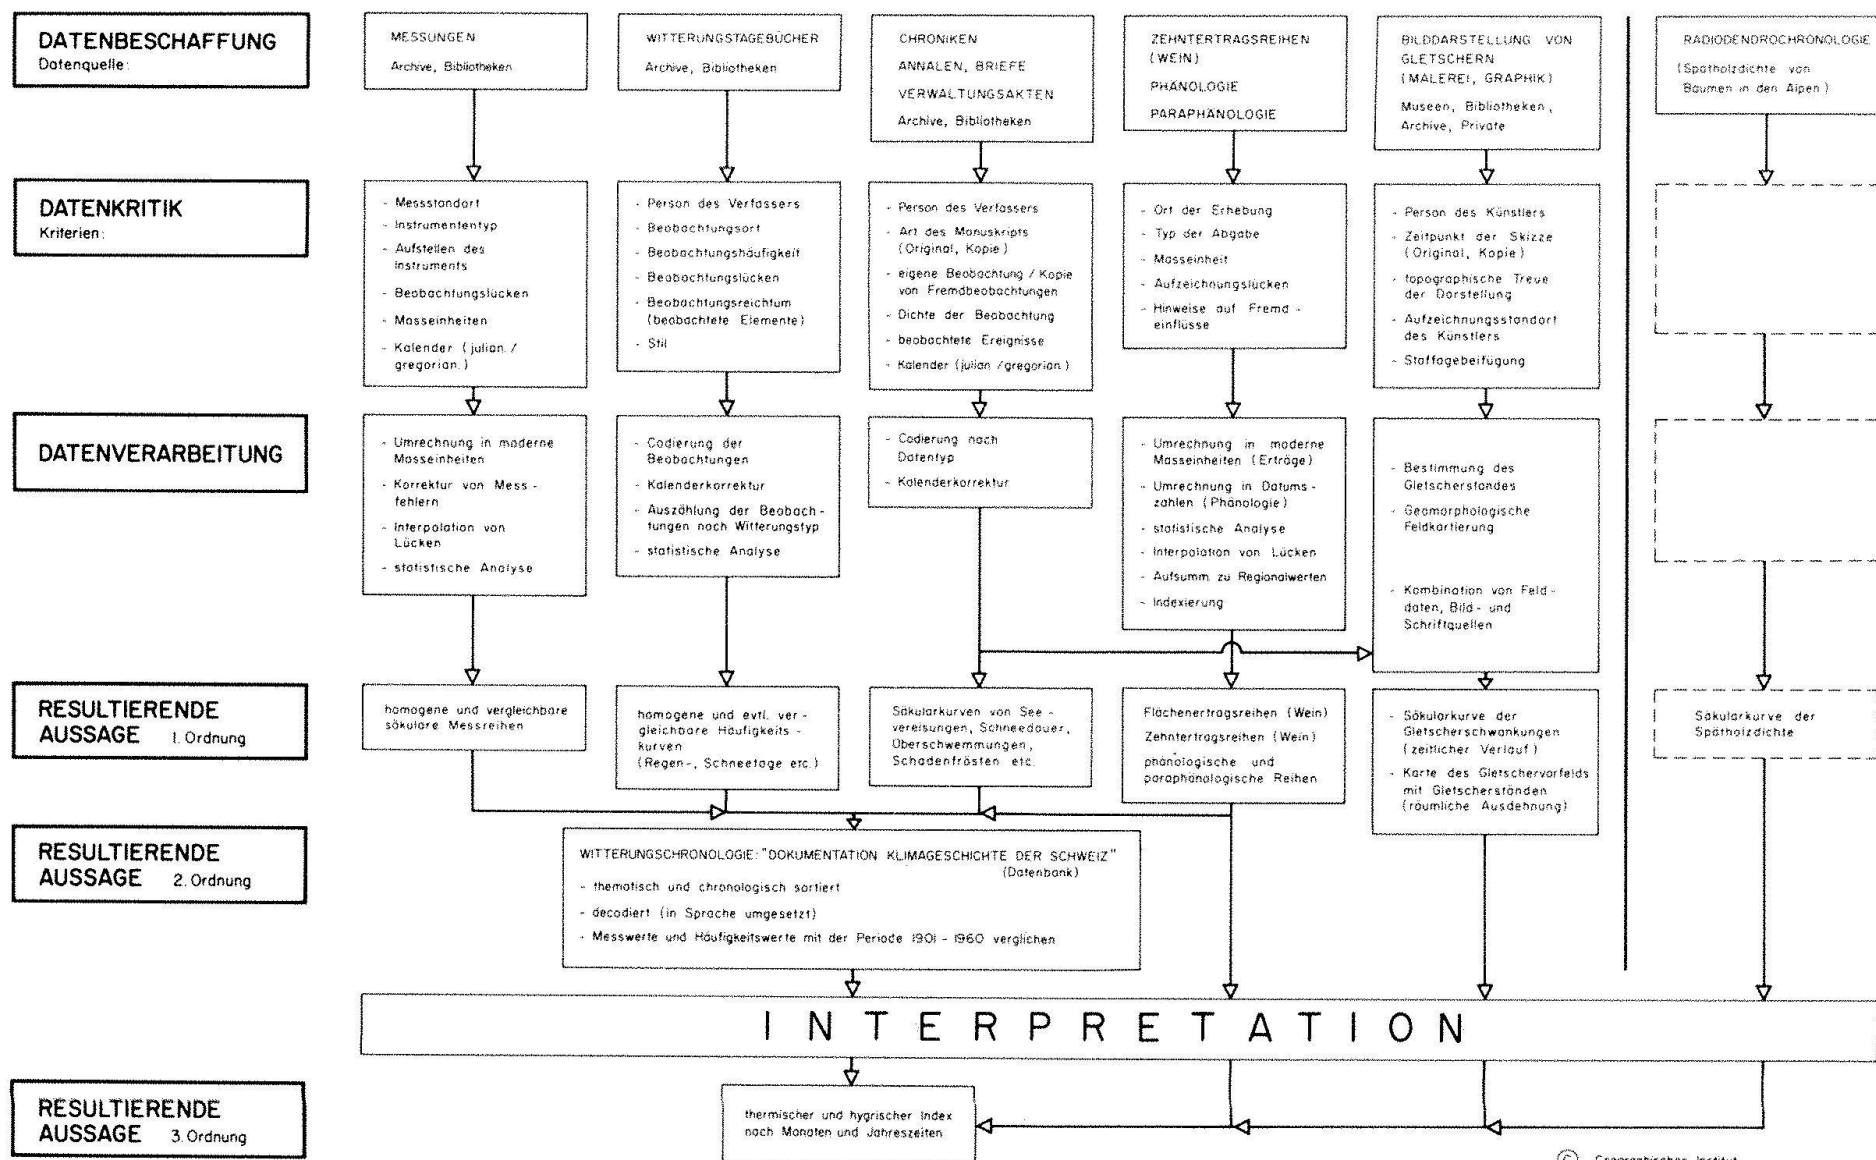 DATENBESCHAFFUNG
Datenquelle:
MESSUNGEN
Archive, Bibliotheken
WITTERUNGSTAGEBÜCHER
Archive, Bibliotheken
CHRONIKEN
ANNALEN, BRIEFE
VERWALTUNGSAKTEN
Archive, Bibliotheken
ZEHNTERTRAGSREIHEN
(WEIN)
PHÄNOLOGIE
PARAPHÄNOLOGIE
BILDDARSTELLUNG VON
GLETSCHERN
(MALEREI, GRAPHIK)
Museen, Bibliotheken,
Archive, Private
RADIODENDROCHRONOLOGIE
(Spätholzdichte von
Bäumen in den Alpen)
DATENKRITIK
Kriterien:
- Messstandort
- Instrumententyp
- Aufstellen des
Instruments
- Beobachtungslücken
- Masseinheiten
- Kalender (julian. /
gregorian.)
- Person des Verfassers
- Beobachtungsort
- Beobachtungshäufigkeit
- Beobachtungslücken
- Beobachtungsreichtum
(beobachtete Elemente)
- Stil
- Person des Verfassers
- Art des Manuskripts
(Original, Kopie)
- eigene Beobachtung / Kopie
von Fremdbeobachtungen
- Dichte der Beobachtung
- beobachtete Ereignisse
- Kalender (julian. / gregorian.)
- Ort der Erhebung
- Typ der Abgabe
- Masseinheit
- Aufzeichnungslücken
- Hinweise auf Fremd-
einflüsse
- Person des Künstlers
- Zeitpunkt der Skizze
(Original, Kopie)
- topographische Treue
der Darstellung
- Aufzeichnungsstandort
des Künstlers
- Staffagebeifügung
DATENVERARBEITUNG
- Umrechnung in moderne
Masseinheiten
- Korrektur von Mess-
fehlern
- Interpolation von
Lücken
- statistische Analyse
- Codierung der
Beobachtungen
- Kalenderkorrektur
- Auszählung der Beobach-
tungen nach Witterungstyp
- statistische Analyse
- Codierung nach
Datentyp
- Kalenderkorrektur
- Umrechnung in moderne
Masseinheiten (Erträge)
- Umrechnung in Datums-
zahlen (Phänologie)
- statistische Analyse
- Interpolation von Lücken
- Aufsumm. zu Regionalwerten
- Indexierung
- Bestimmung des
Gletscherstandes
- Geomorphologische
Feldkartierung
- Kombination von Feld-
daten, Bild- und
Schriftquellen
RESULTIERENDE
AUSSAGE 1. Ordnung
homogene und vergleichbare
säkulare Messreihen
homogene und evtl. ver-
gleichbare Häufigkeits-
kurven
(Regen-, Schneetage etc.)
Säkularkurven von See-
vereisungen, Schneedauer,
Überschwemmungen,
Schadenfrösten etc.
Flächenertragsreihen (Wein)
Zehntertragsreihen (Wein)
phänologische und
paraphänologische Reihen
- Säkularkurve der
Gletscherschwankungen
(zeitlicher Verlauf)
- Karte des Gletschervorfelds
mit Gletscherständen
(räumliche Ausdehnung)
Säkularkurve der
Spätholzdichte
RESULTIERENDE
AUSSAGE 2. Ordnung
WITTERUNGSCHRONOLOGIE: "DOKUMENTATION KLIMAGESCHICHTE DER SCHWEIZ"
(Datenbank)
- thematisch und chronologisch sortiert
- decodiert (in Sprache umgesetzt)
- Messwerte und Häufigkeitswerte mit der Periode 1901 - 1960 verglichen
INTERPRETATION
RESULTIERENDE
AUSSAGE 3. Ordnung
thermischer und hygrischer Index
nach Monaten und Jahreszeiten
© Geographisches Institut